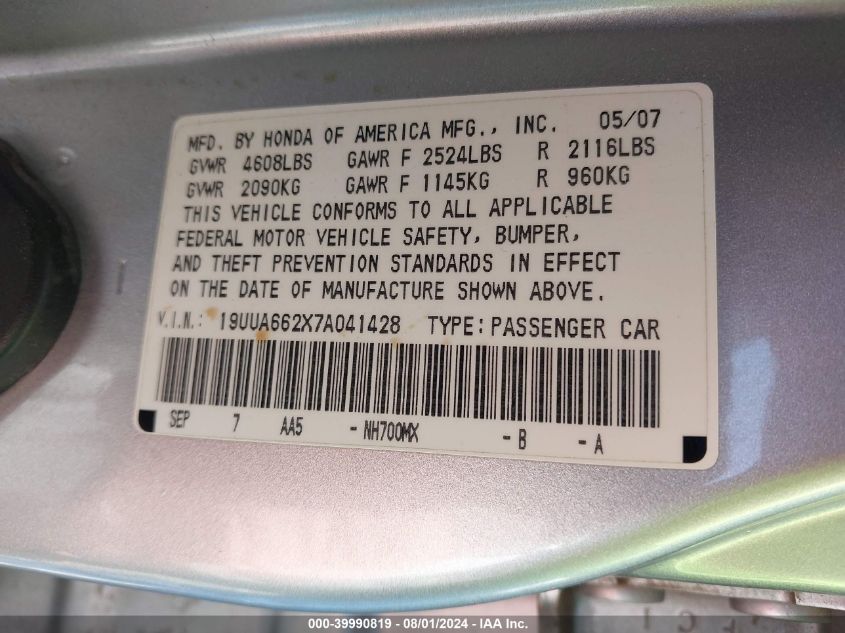 MFD. BY HONDA OF AMERICA MFG., INC. 05/07
GVWR 4608LBS GAWR F 2524LBS R 2116LBS
GVWR 2090KG GAWR F 1145KG R 960KG
THIS VEHICLE CONFORMS TO ALL APPLICABLE
FEDERAL MOTOR VEHICLE SAFETY, BUMPER,
AND THEFT PREVENTION STANDARDS IN EFFECT
ON THE DATE OF MANUFACTURE SHOWN ABOVE.
V.I.N.: 19UUA662X7A041428 TYPE: PASSENGER CAR
SEP 7 AA5 - NH700MX - B - A
000-39990819 - 08/01/2024 - IAA Inc.